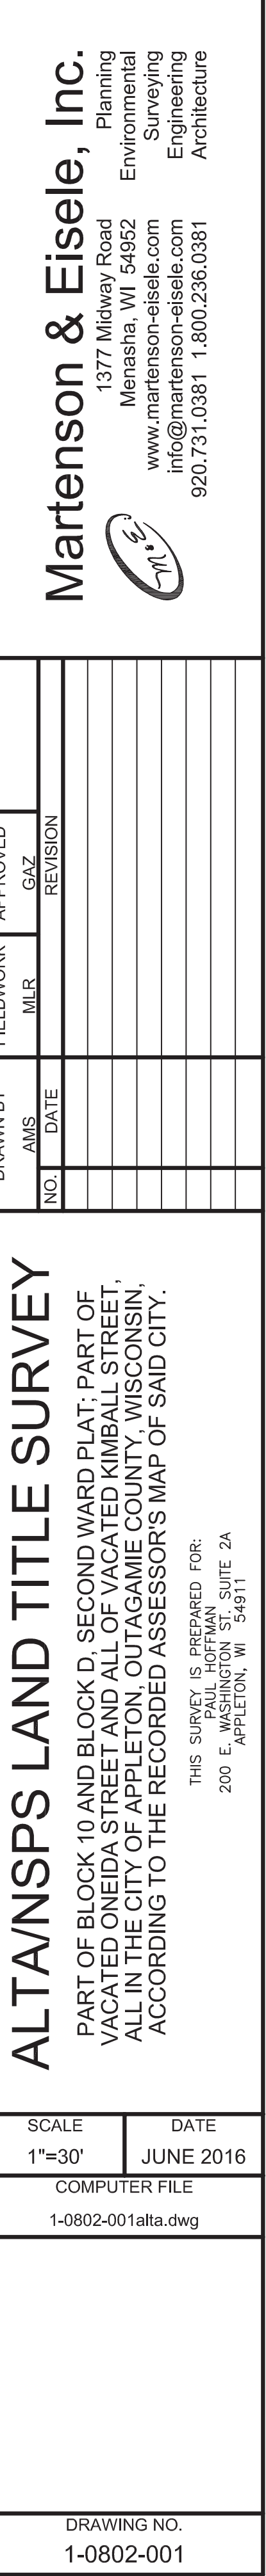 Martenson & Eisele, Inc.
1377 Midway Road
Menasha, WI 54952
www.martenson-eisele.com
info@martenson-eisele.com
920.731.0381 1.800.236.0381
Planning
Environmental
Surveying
Engineering
Architecture
M&E.
AMS
MLR
GAZ
NO.
DATE
REVISION
ALTA/NSPS LAND TITLE SURVEY
PART OF BLOCK 10 AND BLOCK D, SECOND WARD PLAT; PART OF
VACATED ONEIDA STREET AND ALL OF VACATED KIMBALL STREET,
ALL IN THE CITY OF APPLETON, OUTAGAMIE COUNTY, WISCONSIN,
ACCORDING TO THE RECORDED ASSESSOR'S MAP OF SAID CITY.
THIS SURVEY IS PREPARED FOR:
PAUL HOFFMAN
200 E. WASHINGTON ST. SUITE 2A
APPLETON, WI 54911
SCALE
1"=30'
DATE
JUNE 2016
COMPUTER FILE
1-0802-001alta.dwg
DRAWING NO.
1-0802-001